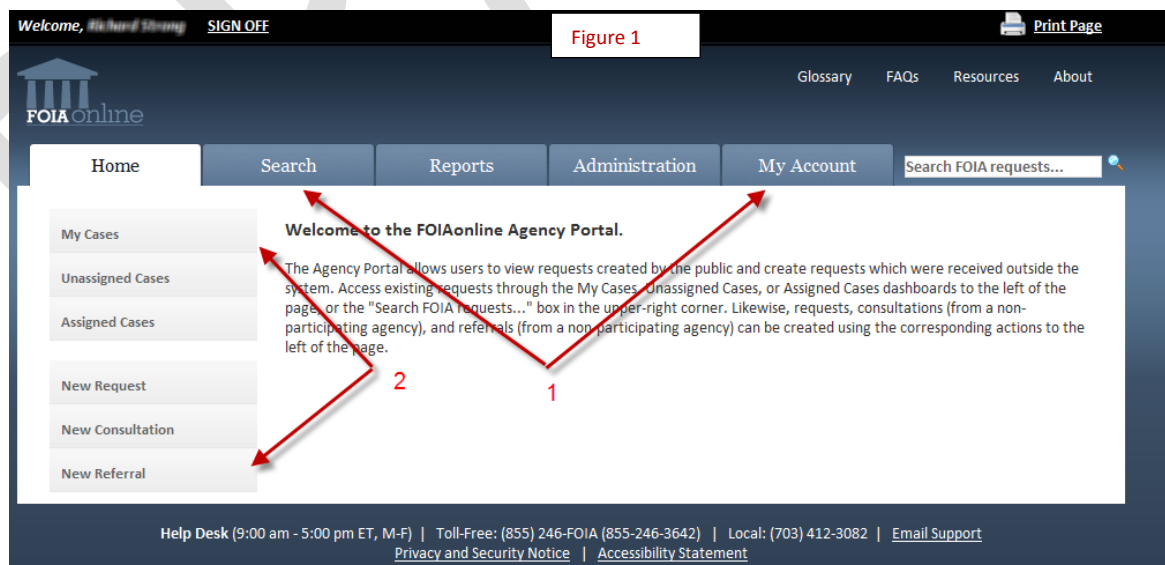 Welcome, SIGN OFF
Figure 1
Print Page
Glossary FAQs Resources About
FOIAonline
Home Search Reports Administration My Account Search FOIA requests...
My Cases
Unassigned Cases
Assigned Cases
New Request
New Consultation
New Referral
Welcome to the FOIAonline Agency Portal.
The Agency Portal allows users to view requests created by the public and create requests which were received outside the
system. Access existing requests through the My Cases, Unassigned Cases, or Assigned Cases dashboards to the left of the
page, or the "Search FOIA requests..." box in the upper-right corner. Likewise, requests, consultations (from a non-
participating agency), and referrals (from a non participating agency) can be created using the corresponding actions to the
left of the page.
2
1
Help Desk (9:00 am - 5:00 pm ET, M-F) | Toll-Free: (855) 246-FOIA (855-246-3642) | Local: (703) 412-3082 | Email Support
Privacy and Security Notice | Accessibility Statement